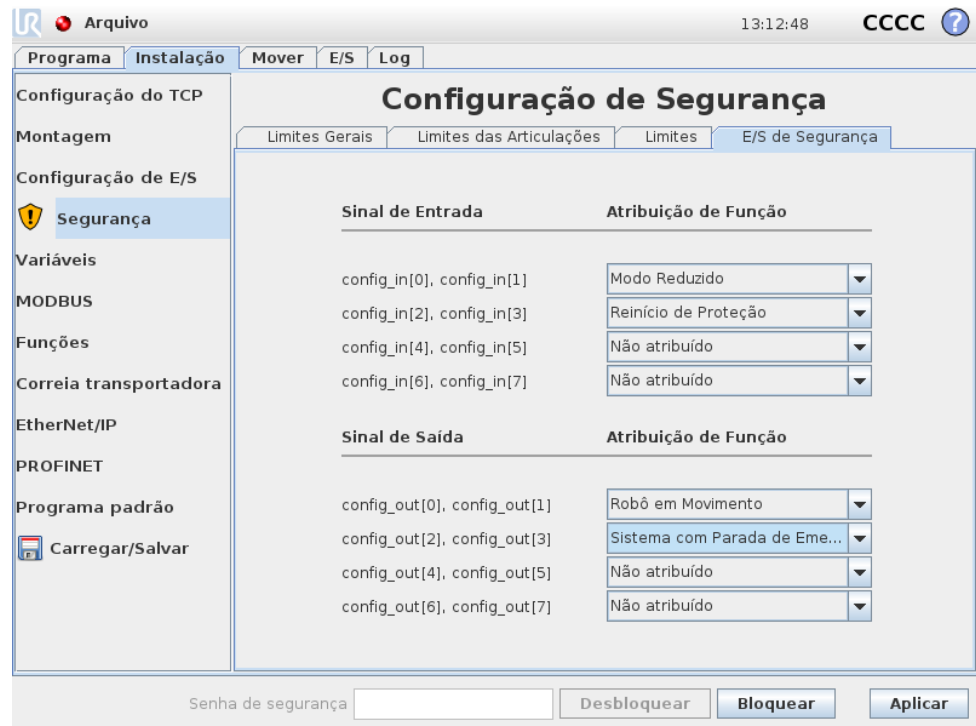 UR Arquivo 13:12:48 CCCC ?
Programa Instalação Mover E/S Log
Configuração do TCP
Montagem
Configuração de E/S
Segurança
Variáveis
MODBUS
Funções
Correia transportadora
EtherNet/IP
PROFINET
Programa padrão
Carregar/Salvar
Configuração de Segurança
Limites Gerais Limites das Articulações Limites E/S de Segurança
Sinal de Entrada Atribuição de Função
config_in[0], config_in[1] Modo Reduzido
config_in[2], config_in[3] Reinício de Proteção
config_in[4], config_in[5] Não atribuído
config_in[6], config_in[7] Não atribuído
Sinal de Saída Atribuição de Função
config_out[0], config_out[1] Robô em Movimento
config_out[2], config_out[3] Sistema com Parada de Eme...
config_out[4], config_out[5] Não atribuído
config_out[6], config_out[7] Não atribuído
Senha de segurança Desbloquear Bloquear Aplicar